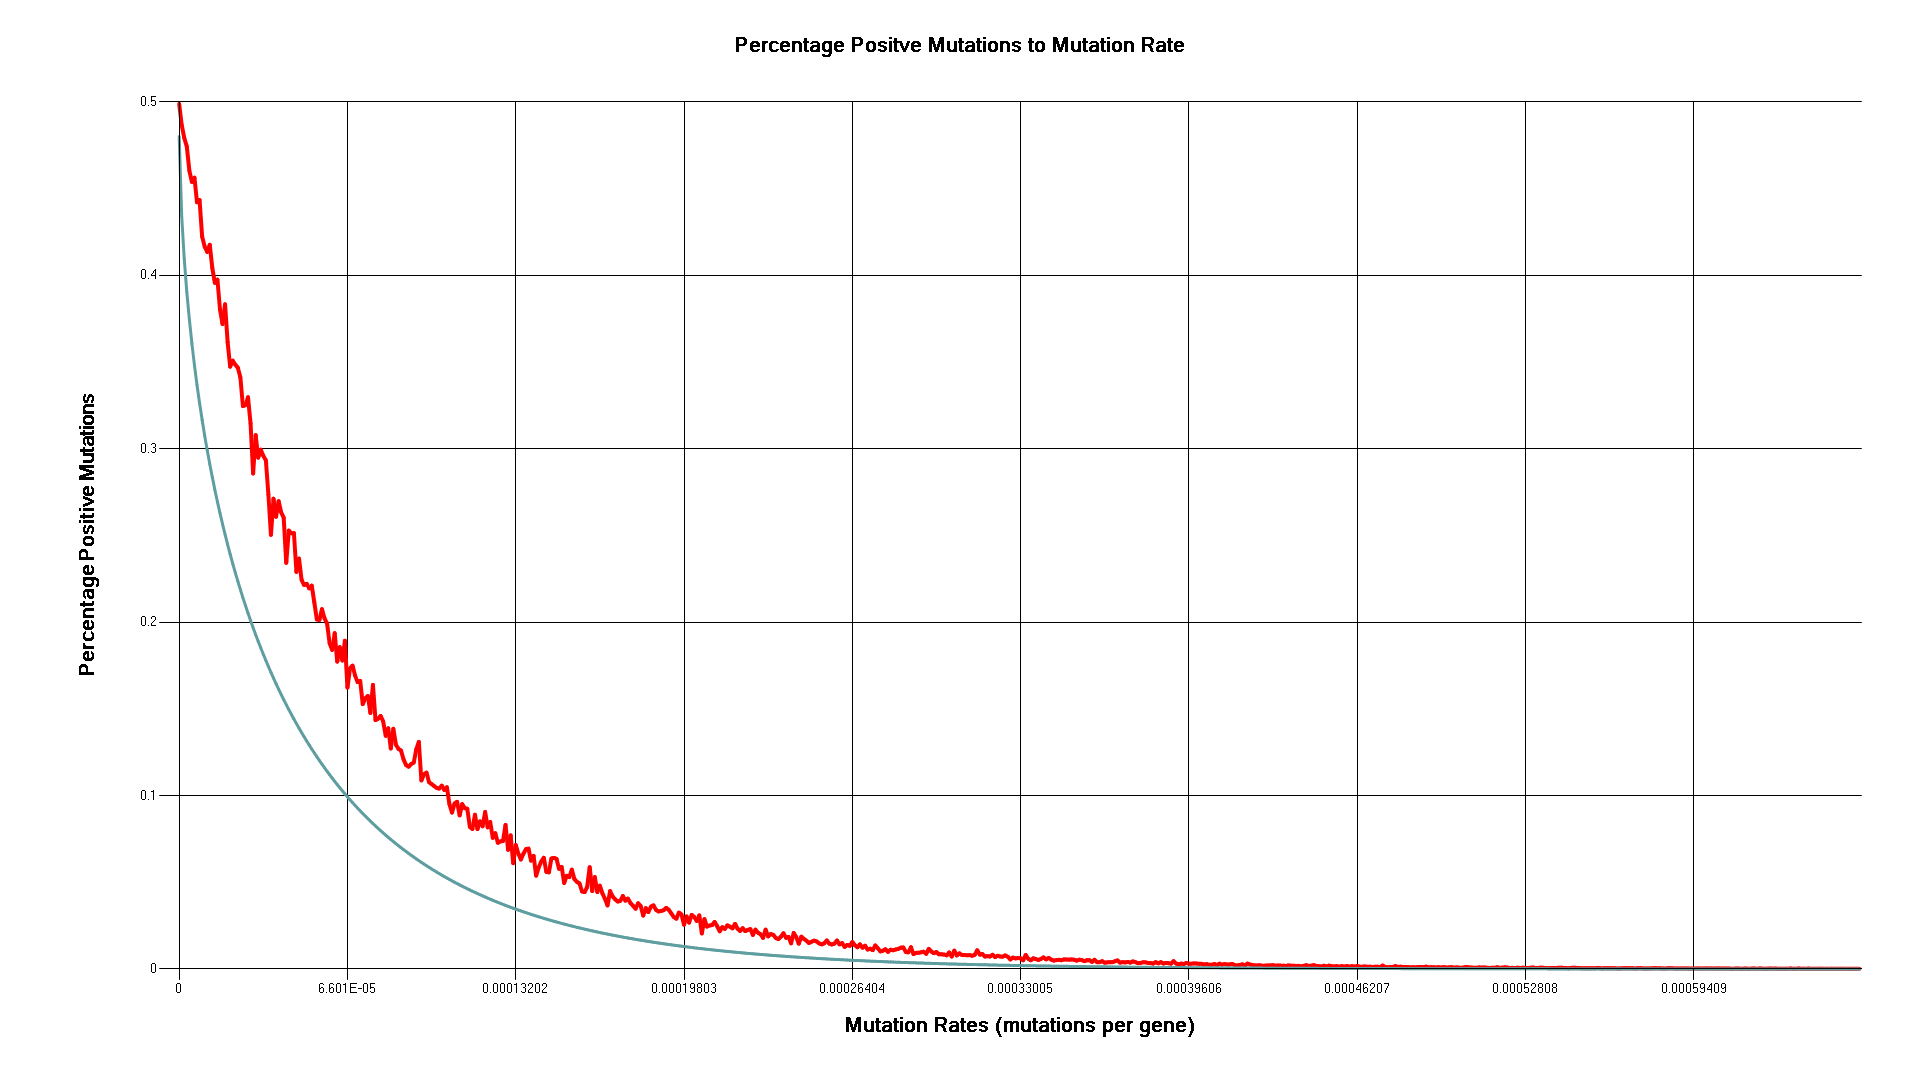 Percentage Positve Mutations to Mutation Rate
0.5
0.4
0.3
0.2
0.1
0
Percentage Positive Mutations
0 6.601E-05 0.00013202 0.00019803 0.00026404 0.00033005 0.00039606 0.00046207 0.00052808 0.00059409
Mutation Rates (mutations per gene)